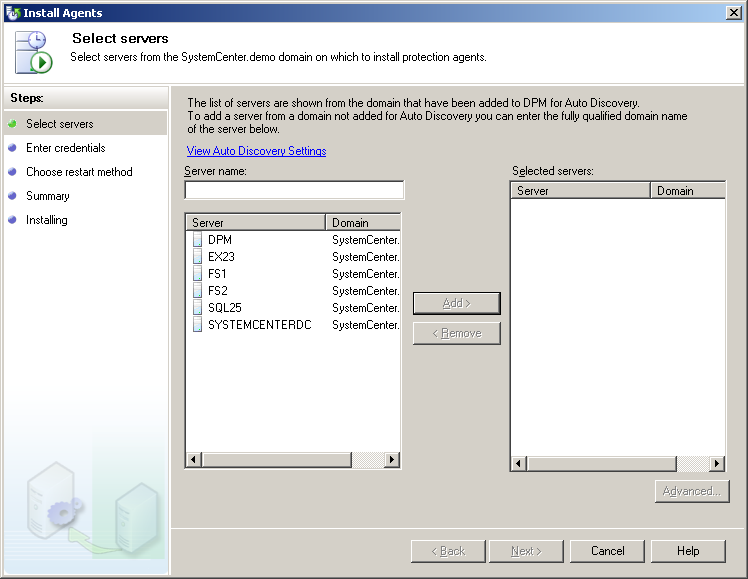 Install Agents
Select servers
Select servers from the SystemCenter.demo domain on which to install protection agents.
Steps:
Select servers
Enter credentials
Choose restart method
Summary
Installing
The list of servers are shown from the domain that have been added to DPM for Auto Discovery.
To add a server from a domain not added for Auto Discovery you can enter the fully qualified domain name
of the server below.
View Auto Discovery Settings
Server name:
Server Domain
DPM SystemCenter.
EX23 SystemCenter.
FS1 SystemCenter.
FS2 SystemCenter.
SQL25 SystemCenter.
SYSTEMCENTERDC SystemCenter.
Add >
< Remove
Selected servers:
Server Domain
Advanced...
< Back Next > Cancel Help